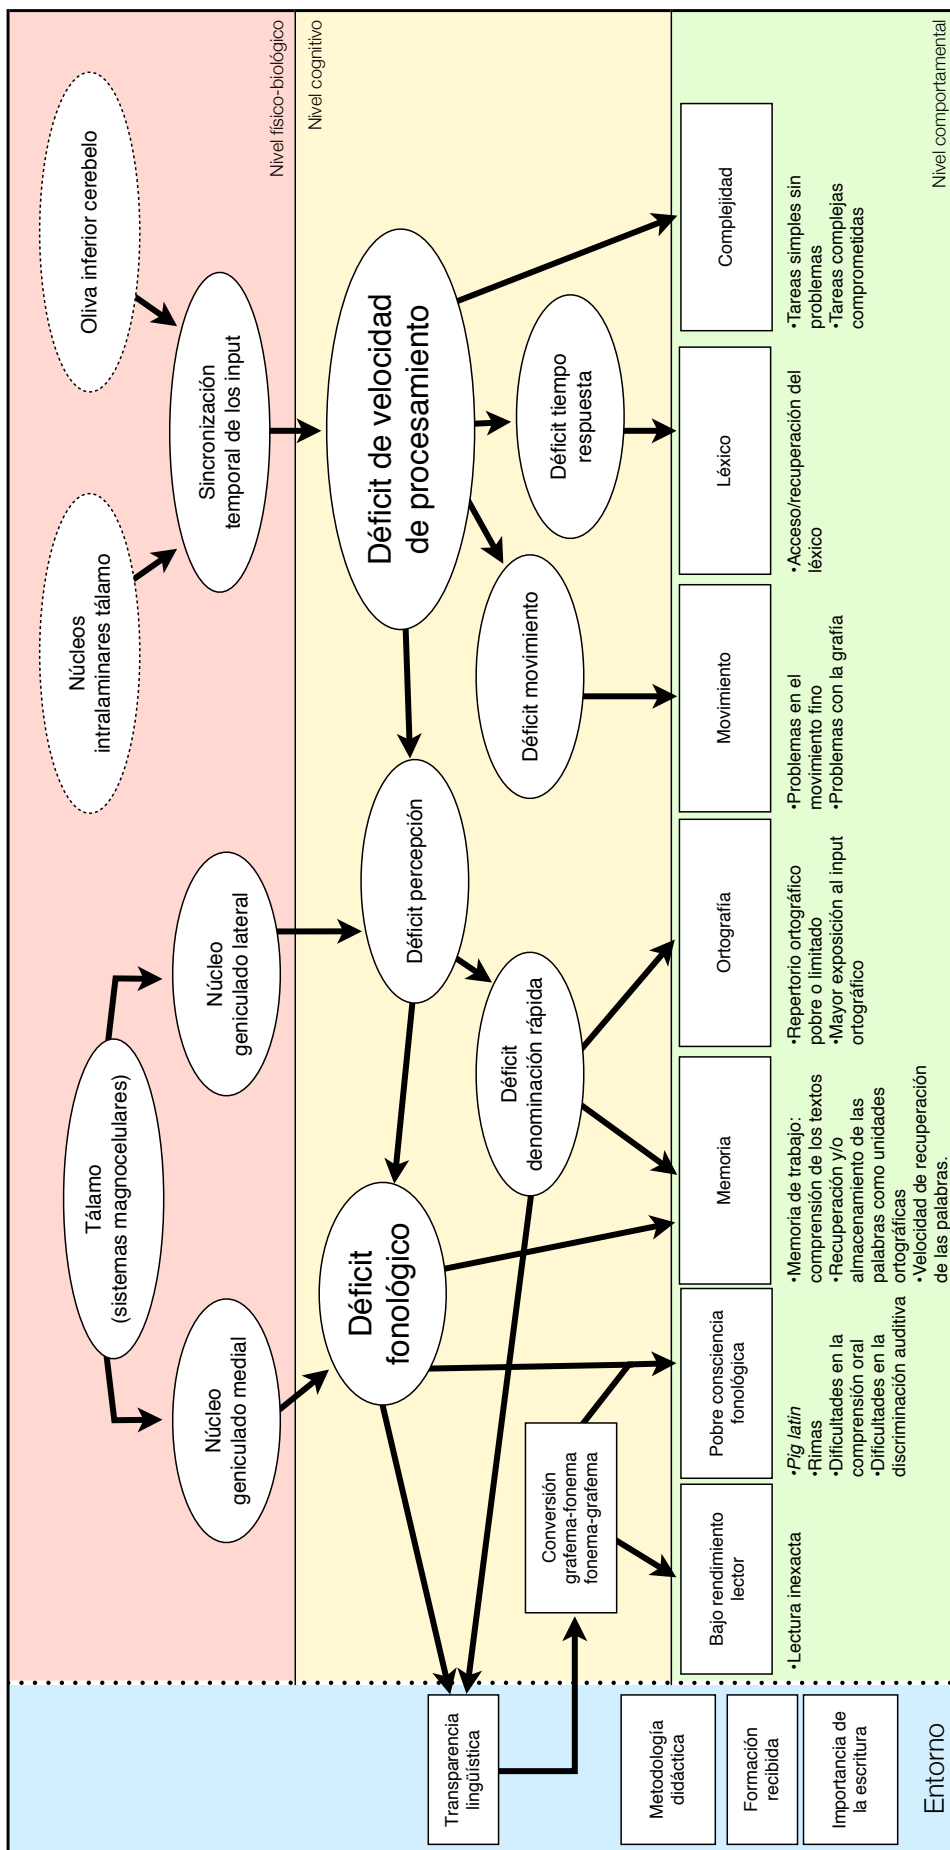 Tálamo
(sistemas magnocelulares)
Núcleos
intralaminares tálamo
Oliva inferior cerebelo
Núcleo
geniculado medial
Núcleo
geniculado lateral
Sincronización
temporal de los input
Nivel físico-biológico
Nivel cognitivo
Déficit
fonológico
Déficit percepción
Déficit de velocidad
de procesamiento
Déficit
denominación rápida
Déficit movimiento
Déficit tiempo
respuesta
Transparencia
lingüística
Conversión
grafema-fonema
fonema-grafema
Metodología
didáctica
Formación
recibida
Importancia de
la escritura
Entorno
Bajo rendimiento
lector
•Lectura inexacta
Pobre consciencia
fonológica
•Pig latin
•Rimas
•Dificultades en la
comprensión oral
•Dificultades en la
discriminación auditiva
Memoria
•Memoria de trabajo:
comprensión de los textos
•Recuperación y/o
almacenamiento de las
palabras como unidades
ortográficas
•Velocidad de recuperación
de las palabras.
Ortografía
•Repertorio ortográfico
pobre o limitado
•Mayor exposición al input
ortográfico
Movimiento
•Problemas en el
movimiento fino
•Problemas con la grafía
Léxico
•Acceso/recuperación del
léxico
Complejidad
•Tareas simples sin
problemas
•Tareas complejas
comprometidas
Nivel comportamental